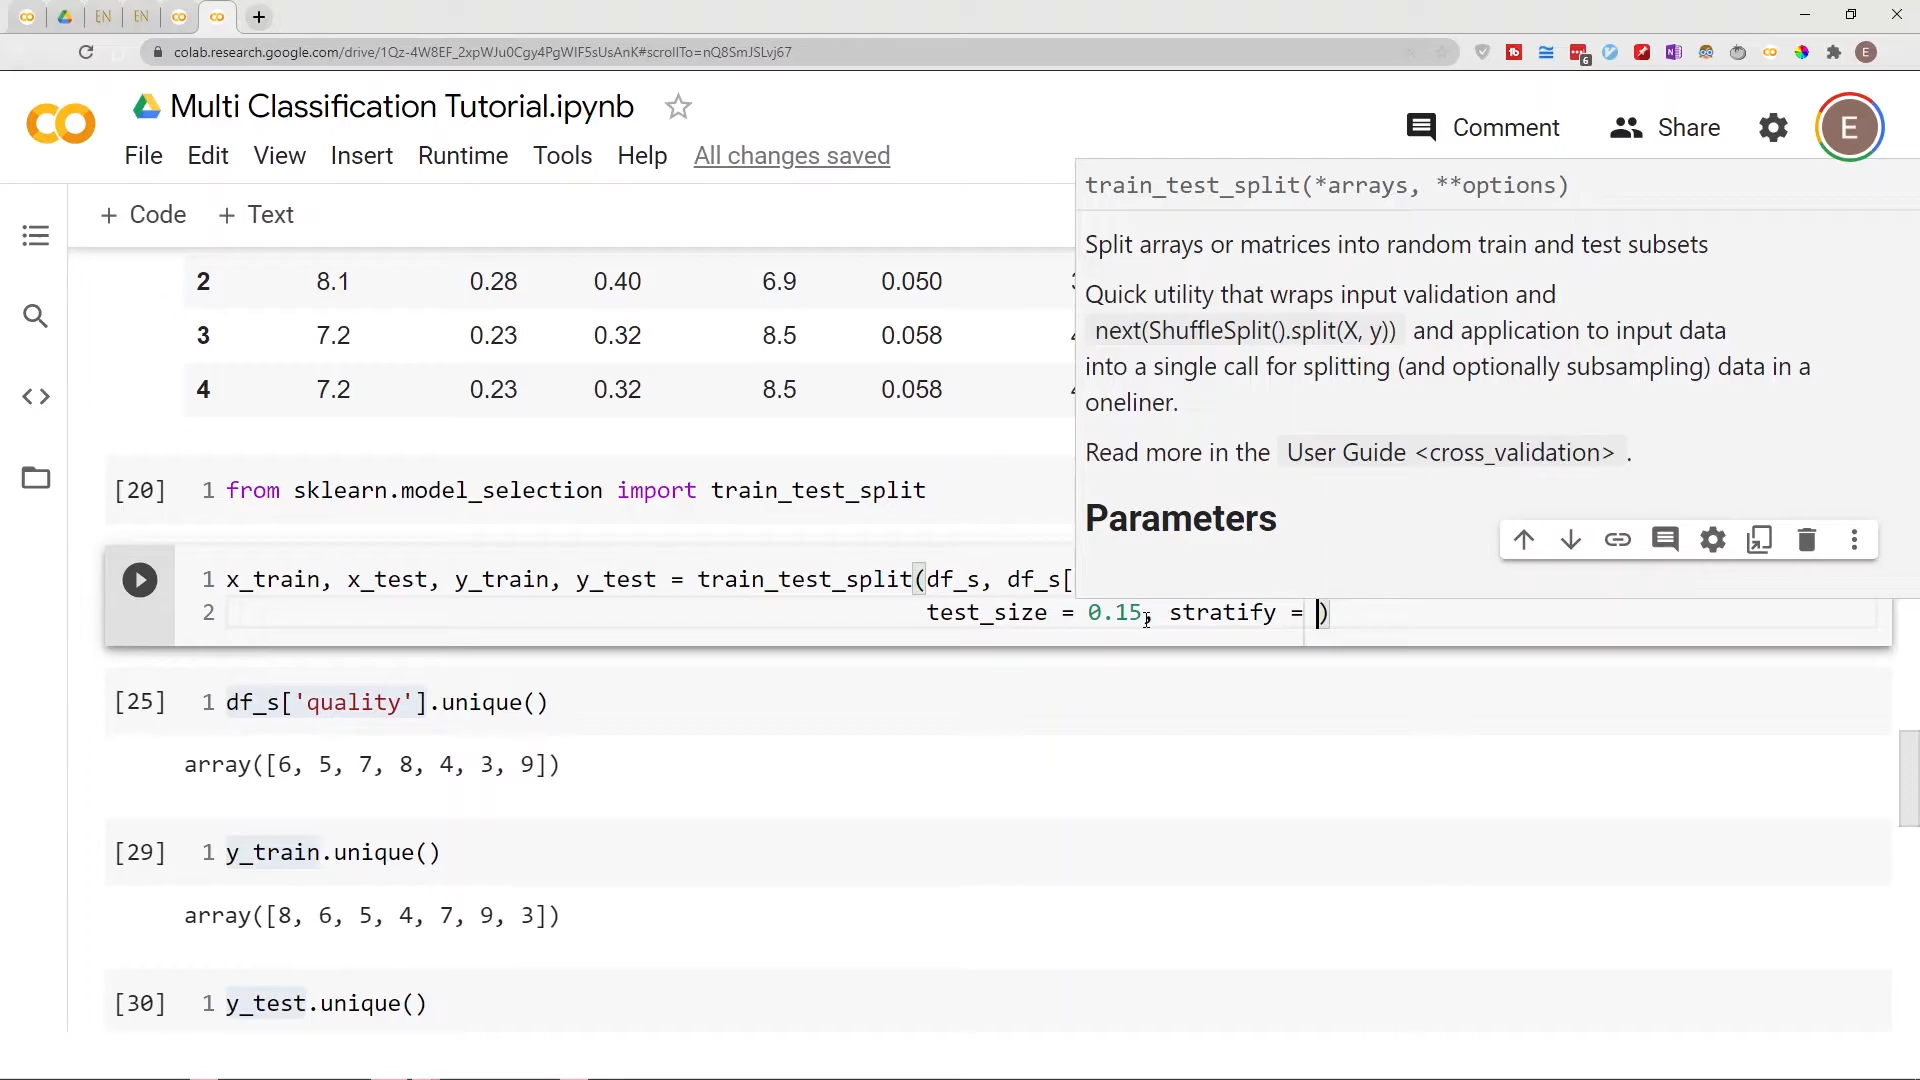 EN EN
colab.research.google.com/drive/1Qz-4W8EF_2xpWJu0Cgy4PgWIF5sUsAnK#scrollTo=nQ8SmJSLvj67
6
E
CO
Multi Classification Tutorial.ipynb
Comment Share
E
File Edit View Insert Runtime Tools Help All changes saved
+ Code + Text
train_test_split(*arrays, **options)
Split arrays or matrices into random train and test subsets
Quick utility that wraps input validation and
next(ShuffleSplit().split(X, y)) and application to input data
into a single call for splitting (and optionally subsampling) data in a
oneliner.
Read more in the User Guide <cross_validation> .
Parameters
2 8.1 0.28 0.40 6.9 0.050
3 7.2 0.23 0.32 8.5 0.058
4 7.2 0.23 0.32 8.5 0.058
[20] 1 from sklearn.model_selection import train_test_split
1 x_train, x_test, y_train, y_test = train_test_split(df_s, df_s[
2 test_size = 0.15, stratify = )
[25] 1 df_s['quality'].unique()
array([6, 5, 7, 8, 4, 3, 9])
[29] 1 y_train.unique()
array([8, 6, 5, 4, 7, 9, 3])
[30] 1 y_test.unique()